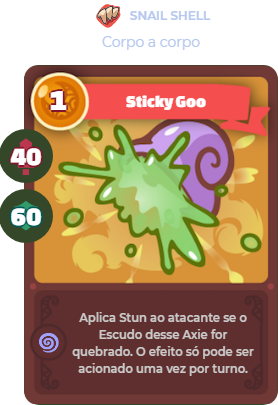 SNAIL SHELL
Corpo a corpo
1
Sticky Goo
40
60
Aplica Stun ao atacante se o
Escudo desse Axie for
quebrado. O efeito só pode ser
acionado uma vez por turno.